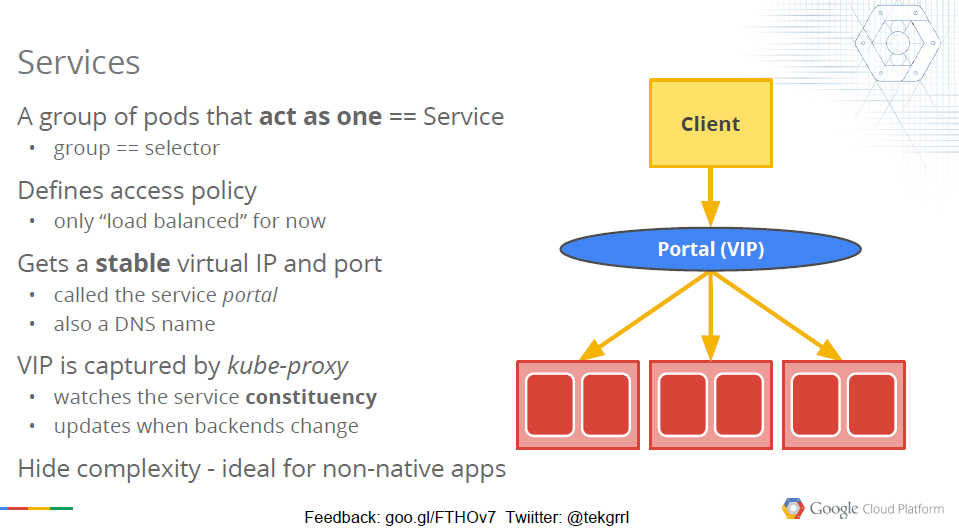 Services
A group of pods that act as one == Service
• group == selector
Defines access policy
• only “load balanced” for now
Gets a stable virtual IP and port
• called the service portal
• also a DNS name
VIP is captured by kube-proxy
• watches the service constituency
• updates when backends change
Hide complexity - ideal for non-native apps
Client
Portal (VIP)
Feedback: goo.gl/FTHOv7 Twiitter: @tekgrrl
Google Cloud Platform